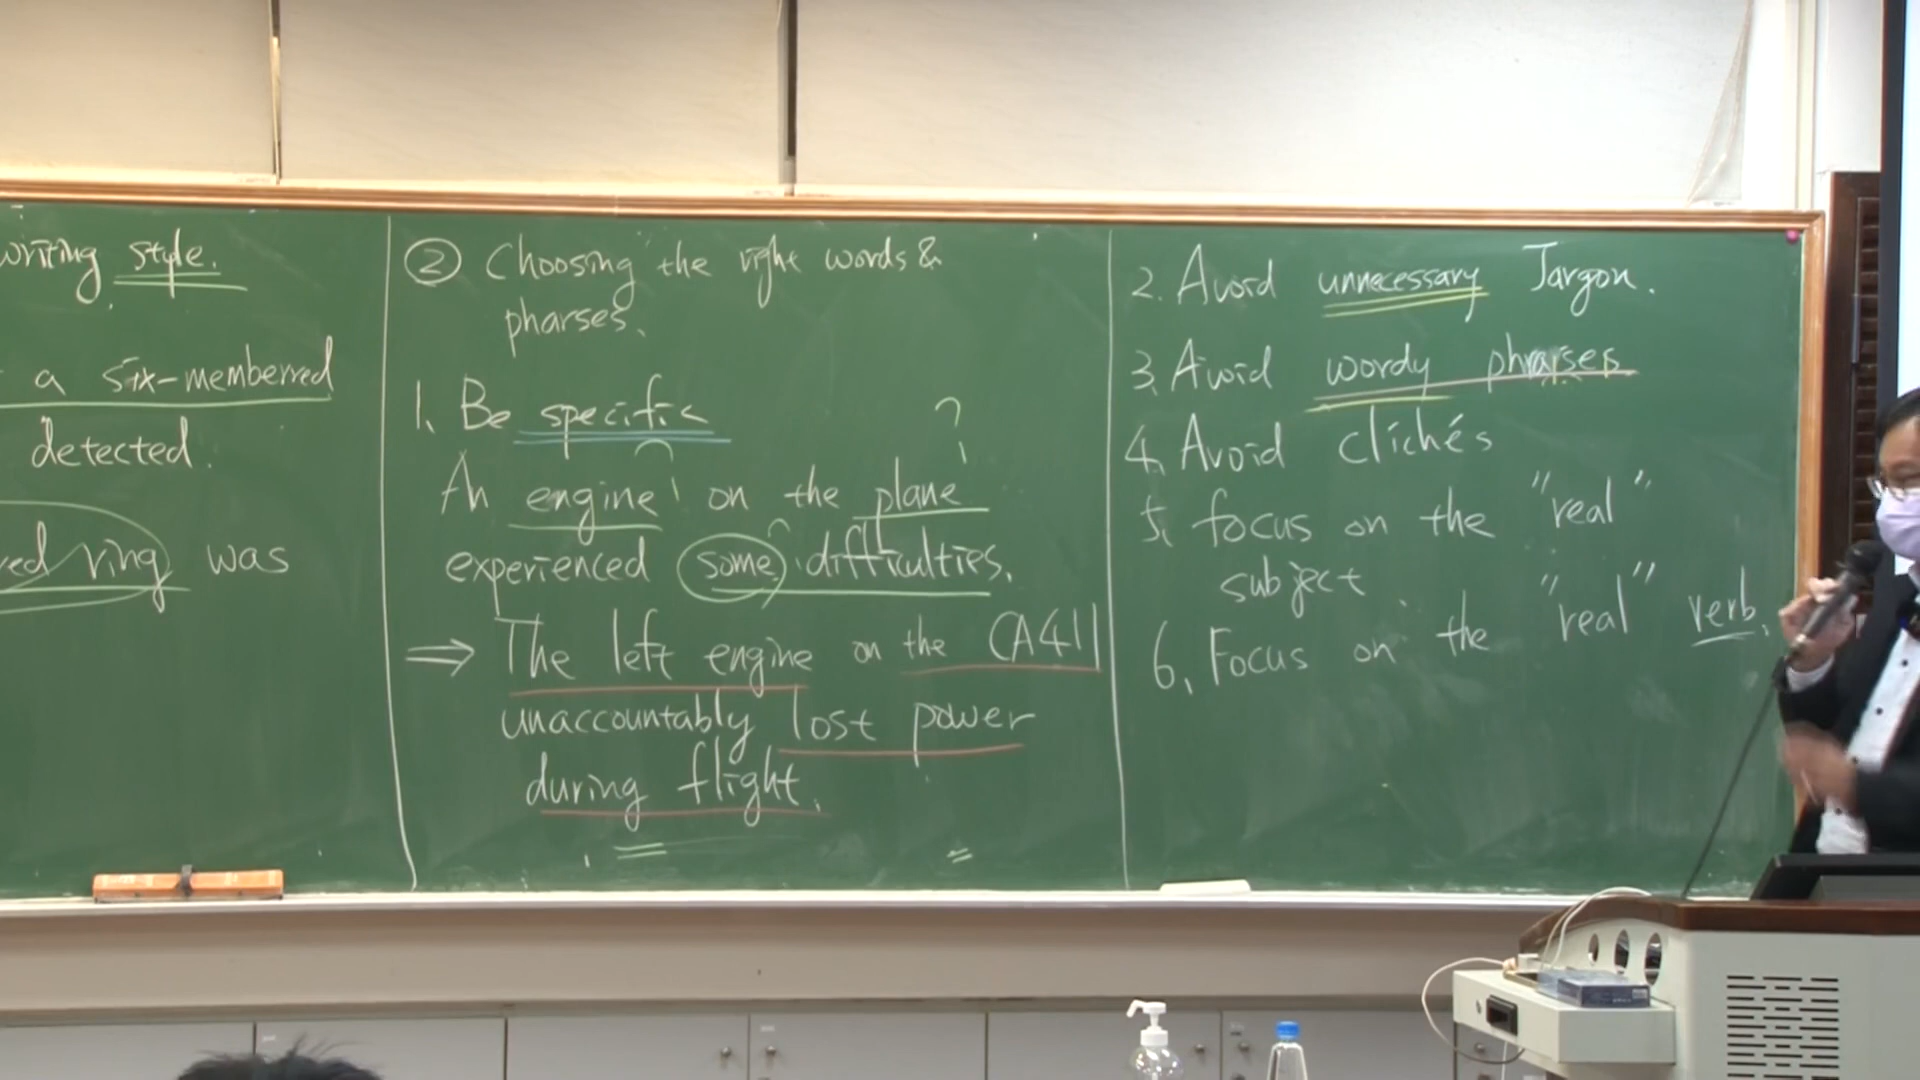 writing style.
a six-memberred
detected.
ring was
② Choosing the right words &
pharses.
1. Be specific
?
An engine on the plane
experienced some difficulties.
⇒ The left engine on the CA411
unaccountably lost power
during flight.
2. Avoid unnecessary Jargon.
3. Avoid wordy phrases
4. Avoid clichés
5. focus on the "real"
subject
6. Focus on the "real" verb.